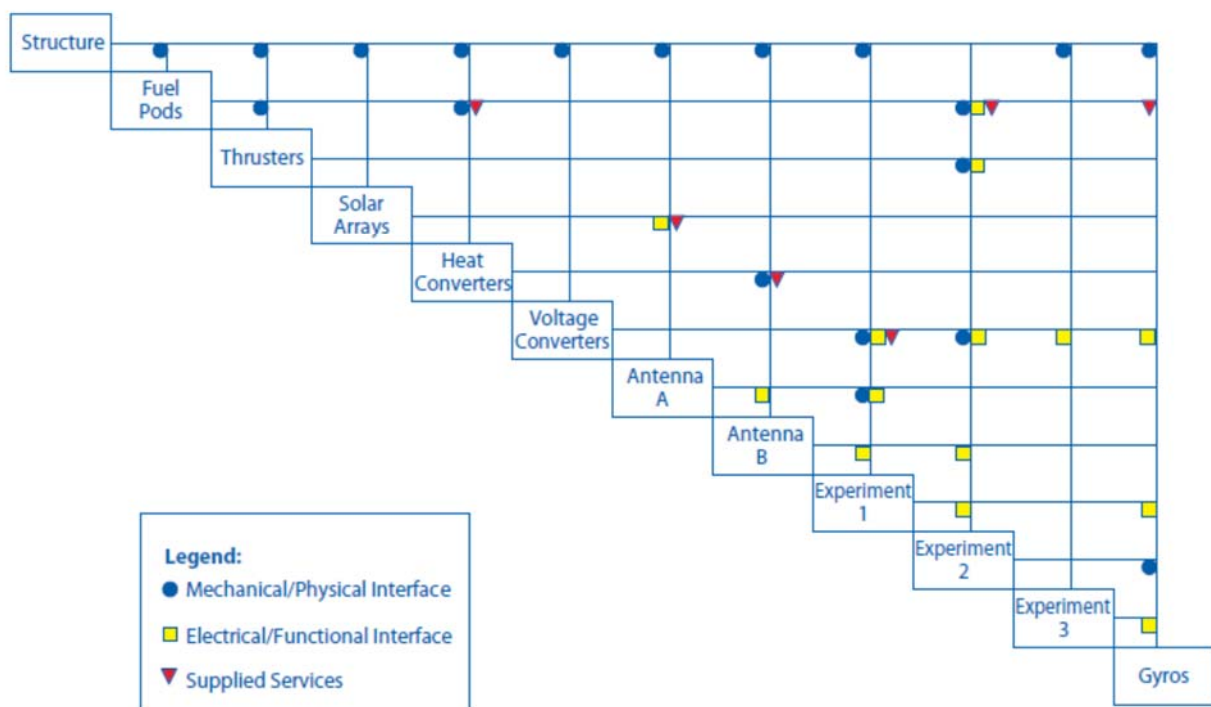 Structure
Fuel
Pods
Thrusters
Solar
Arrays
Heat
Converters
Voltage
Converters
Antenna
A
Antenna
B
Experiment
1
Experiment
2
Experiment
3
Gyros
Legend:
Mechanical/Physical Interface
Electrical/Functional Interface
Supplied Services